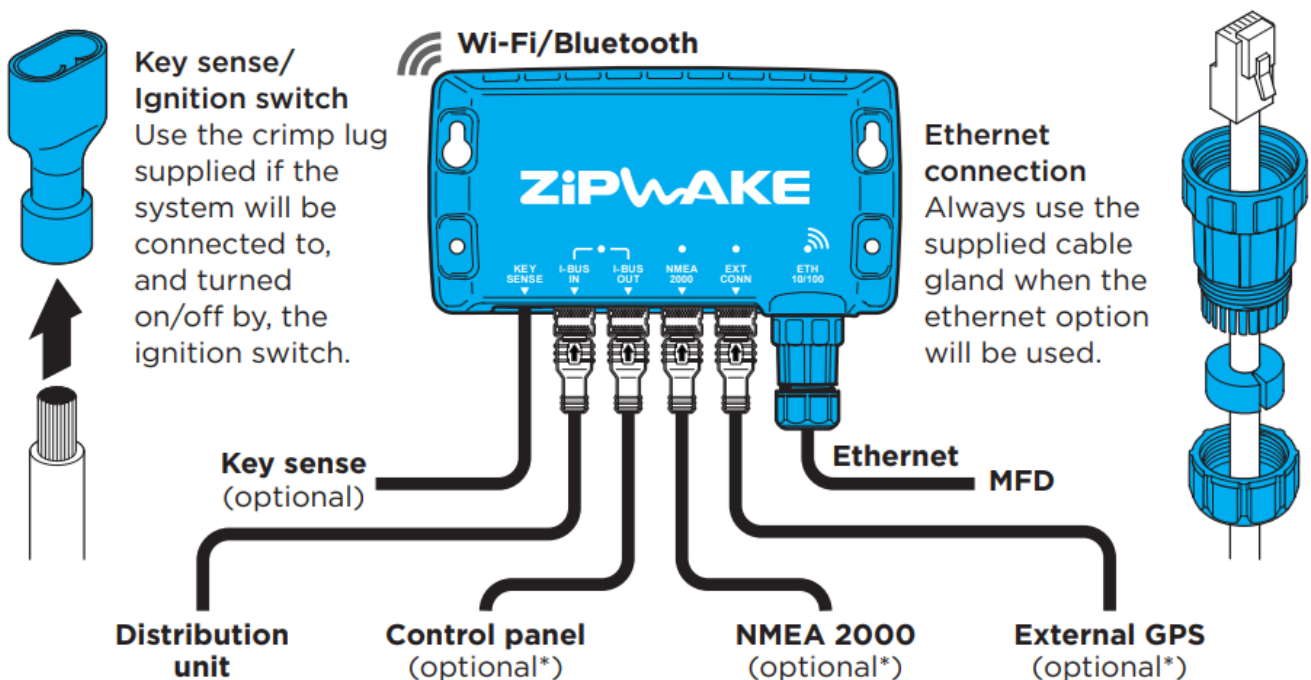 Wi-Fi/Bluetooth
Key sense/
Ignition switch
Use the crimp lug
supplied if the
system will be
connected to,
and turned
on/off by, the
ignition switch.
ZiPWAKE
KEY
SENSE
I-BUS
IN
I-BUS
OUT
NMEA
2000
EXT
CONN
ETH
10/100
Ethernet
connection
Always use the
supplied cable
gland when the
ethernet option
will be used.
Key sense
(optional)
Ethernet
MFD
Distribution
unit
Control panel
(optional*)
NMEA 2000
(optional*)
External GPS
(optional*)